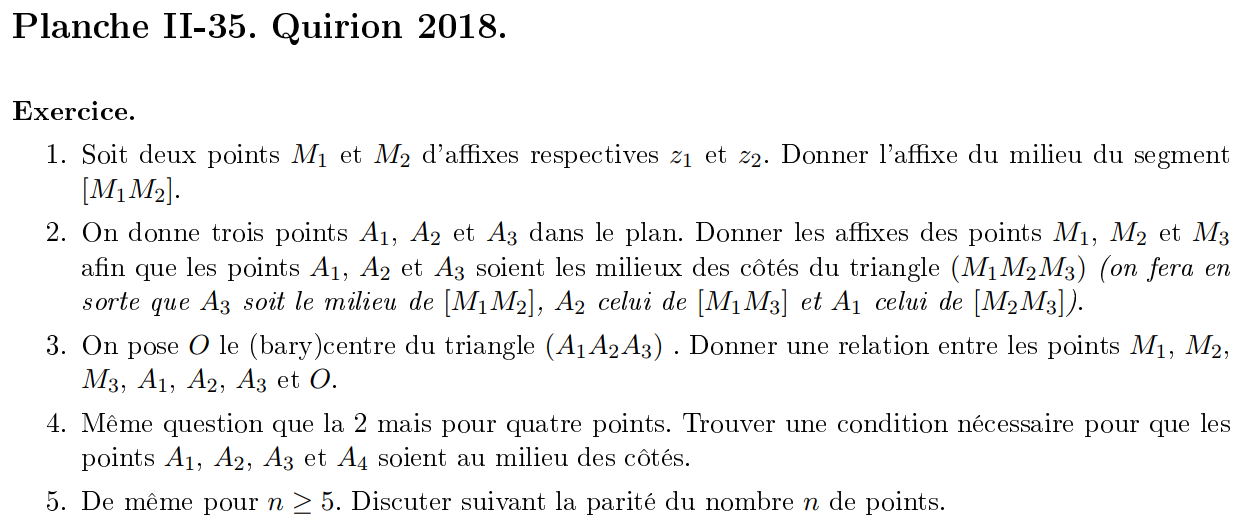 Planche II-35. Quirion 2018.
Exercice.
1. Soit deux points $M_1$ et $M_2$ d'affixes respectives $z_1$ et $z_2$. Donner l'affixe du milieu du segment
$[M_1M_2]$.
2. On donne trois points $A_1$, $A_2$ et $A_3$ dans le plan. Donner les affixes des points $M_1$, $M_2$ et $M_3$
afin que les points $A_1$, $A_2$ et $A_3$ soient les milieux des côtés du triangle $(M_1M_2M_3)$ (on fera en
sorte que $A_3$ soit le milieu de $[M_1M_2]$, $A_2$ celui de $[M_1M_3]$ et $A_1$ celui de $[M_2M_3]$).
3. On pose $O$ le (bary)centre du triangle $(A_1A_2A_3)$ . Donner une relation entre les points $M_1$, $M_2$,
$M_3$, $A_1$, $A_2$, $A_3$ et $O$.
4. Même question que la 2 mais pour quatre points. Trouver une condition nécessaire pour que les
points $A_1$, $A_2$, $A_3$ et $A_4$ soient au milieu des côtés.
5. De même pour $n \geq 5$. Discuter suivant la parité du nombre $n$ de points.